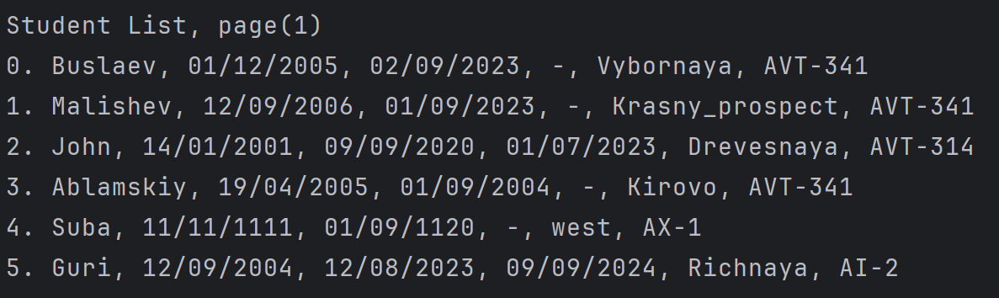 Student List, page(1)
0. Buslaev, 01/12/2005, 02/09/2023, -, Vybornaya, AVT-341
1. Malishev, 12/09/2006, 01/09/2023, -, Krasny_prospect, AVT-341
2. John, 14/01/2001, 09/09/2020, 01/07/2023, Drevesnaya, AVT-314
3. Ablamskiy, 19/04/2005, 01/09/2004, -, Kirovo, AVT-341
4. Suba, 11/11/1111, 01/09/1120, -, west, AX-1
5. Guri, 12/09/2004, 12/08/2023, 09/09/2024, Richnaya, AI-2